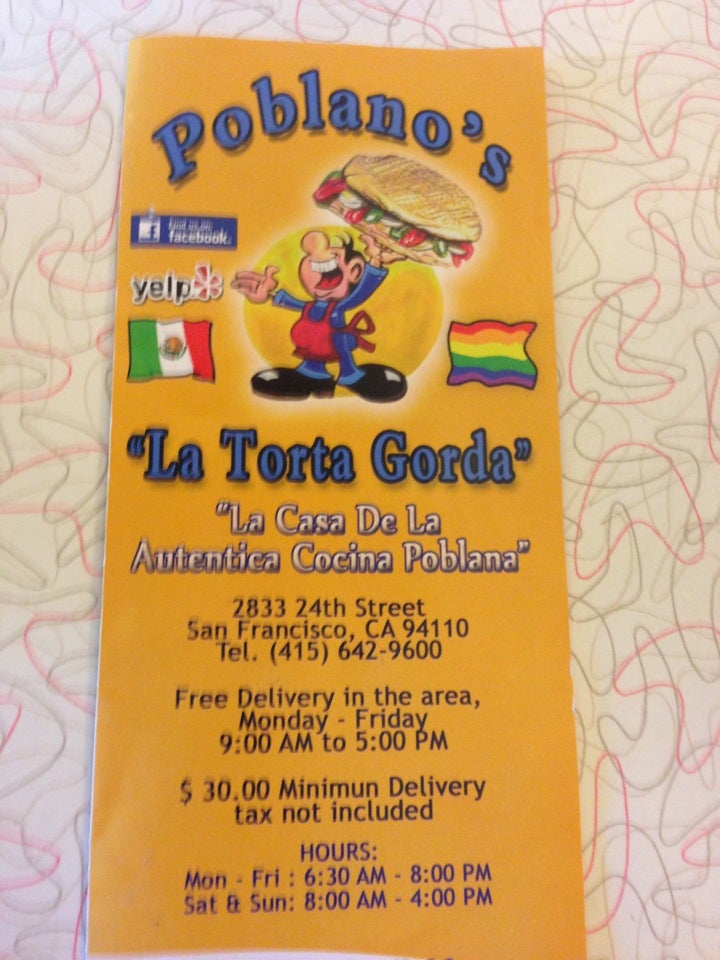 Poblano's
Find us on
facebook
yelp
"La Torta Gorda"
"La Casa De La
Autentica Cocina Poblana"
2833 24th Street
San Francisco, CA 94110
Tel. (415) 642-9600
Free Delivery in the area,
Monday - Friday
9:00 AM to 5:00 PM
$ 30.00 Minimun Delivery
tax not included
HOURS:
Mon - Fri : 6:30 AM - 8:00 PM
Sat & Sun: 8:00 AM - 4:00 PM